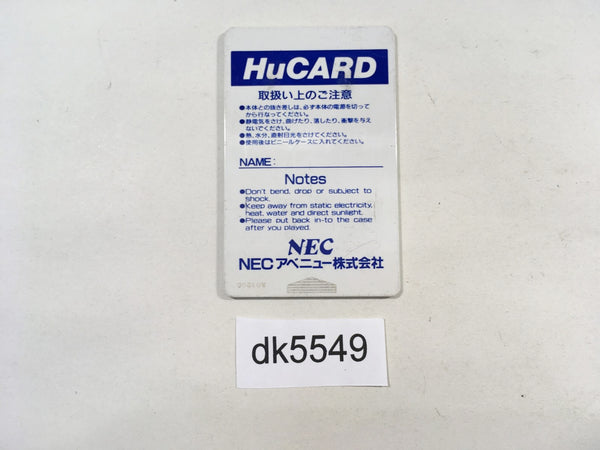 HuCARD
取扱い上のご注意
●本体との抜き差しは、必ず本体の電源を切って
から行なってください。
●静電気をさけ、曲げたり、落したり、衝撃を与え
ないでください。
●熱、水分、直射日光をさけてください。
●使用後はビニールケースに入れてください。
NAME:
Notes
●Don't bend, drop or subject to
shock.
●Keep away from static electricity,
heat, water and direct sunlight.
●Please put back in-to the case
after you played.
NEC
NECアベニュー株式会社
dk5549